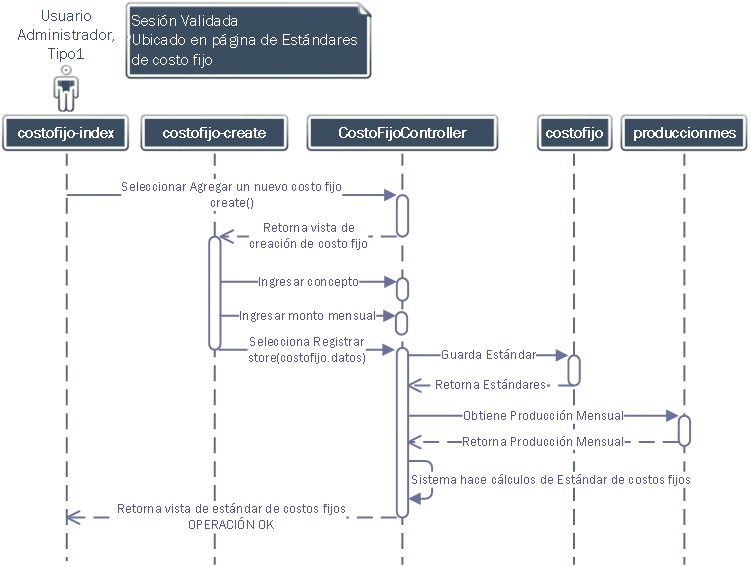 Usuario
Administrador,
Tipo1
Sesión Validada
Ubicado en página de Estándares
de costo fijo
costofijo-index
costofijo-create
CostoFijoController
costofijo
produccionmes
Seleccionar Agregar un nuevo costo fijo
create()
Retorna vista de
creación de costo fijo
Ingresar concepto
Ingresar monto mensual
Selecciona Registrar
store(costofijo.datos)
Guarda Estándar
Retorna Estándares
Obtiene Producción Mensual
Retorna Producción Mensual
Sistema hace cálculos de Estándar de costos fijos
Retorna vista de estándar de costos fijos
OPERACIÓN OK